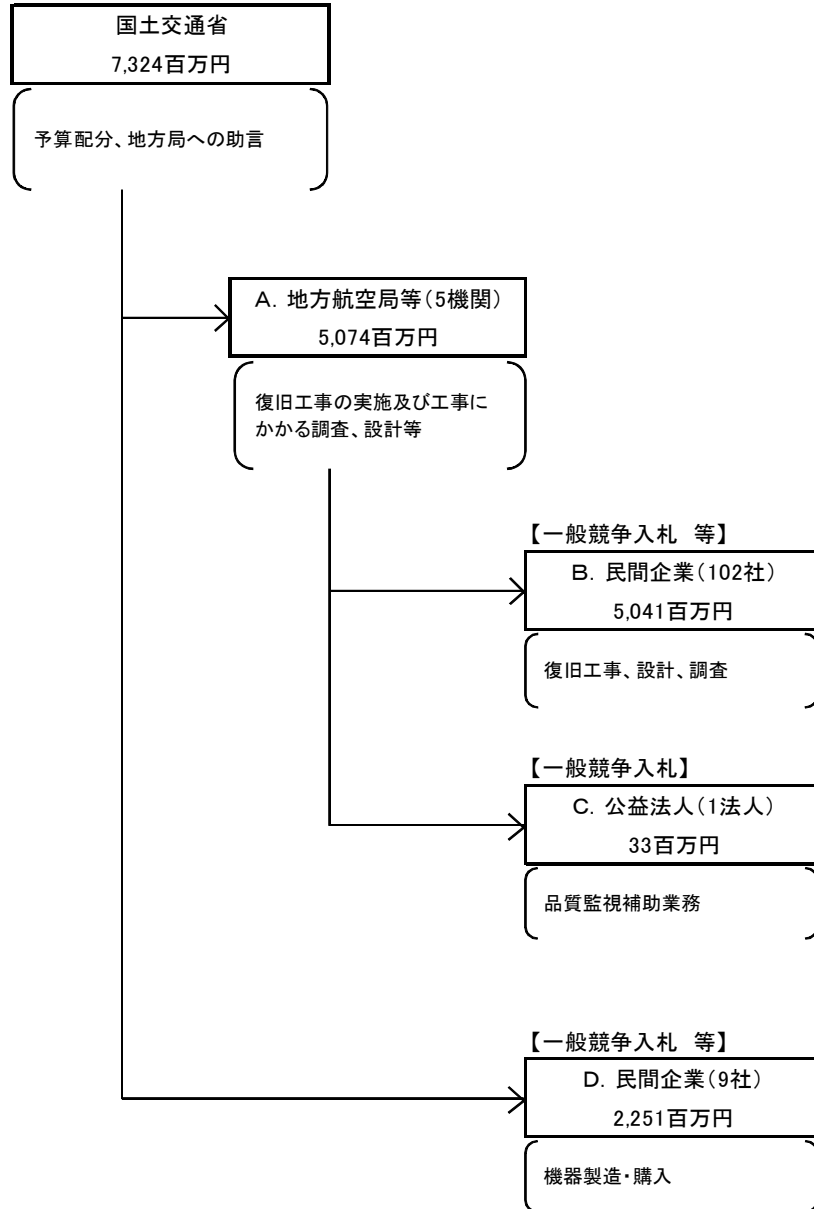 国土交通省
7,324百万円
予算配分、地方局への助言
A．地方航空局等（5機関）
5,074百万円
復旧工事の実施及び工事に
かかる調査、設計等
【一般競争入札　等】
B．民間企業（102社）
5,041百万円
復旧工事、設計、調査
【一般競争入札】
C．公益法人（1法人）
33百万円
品質監視補助業務
【一般競争入札　等】
D．民間企業（9社）
2,251百万円
機器製造・購入